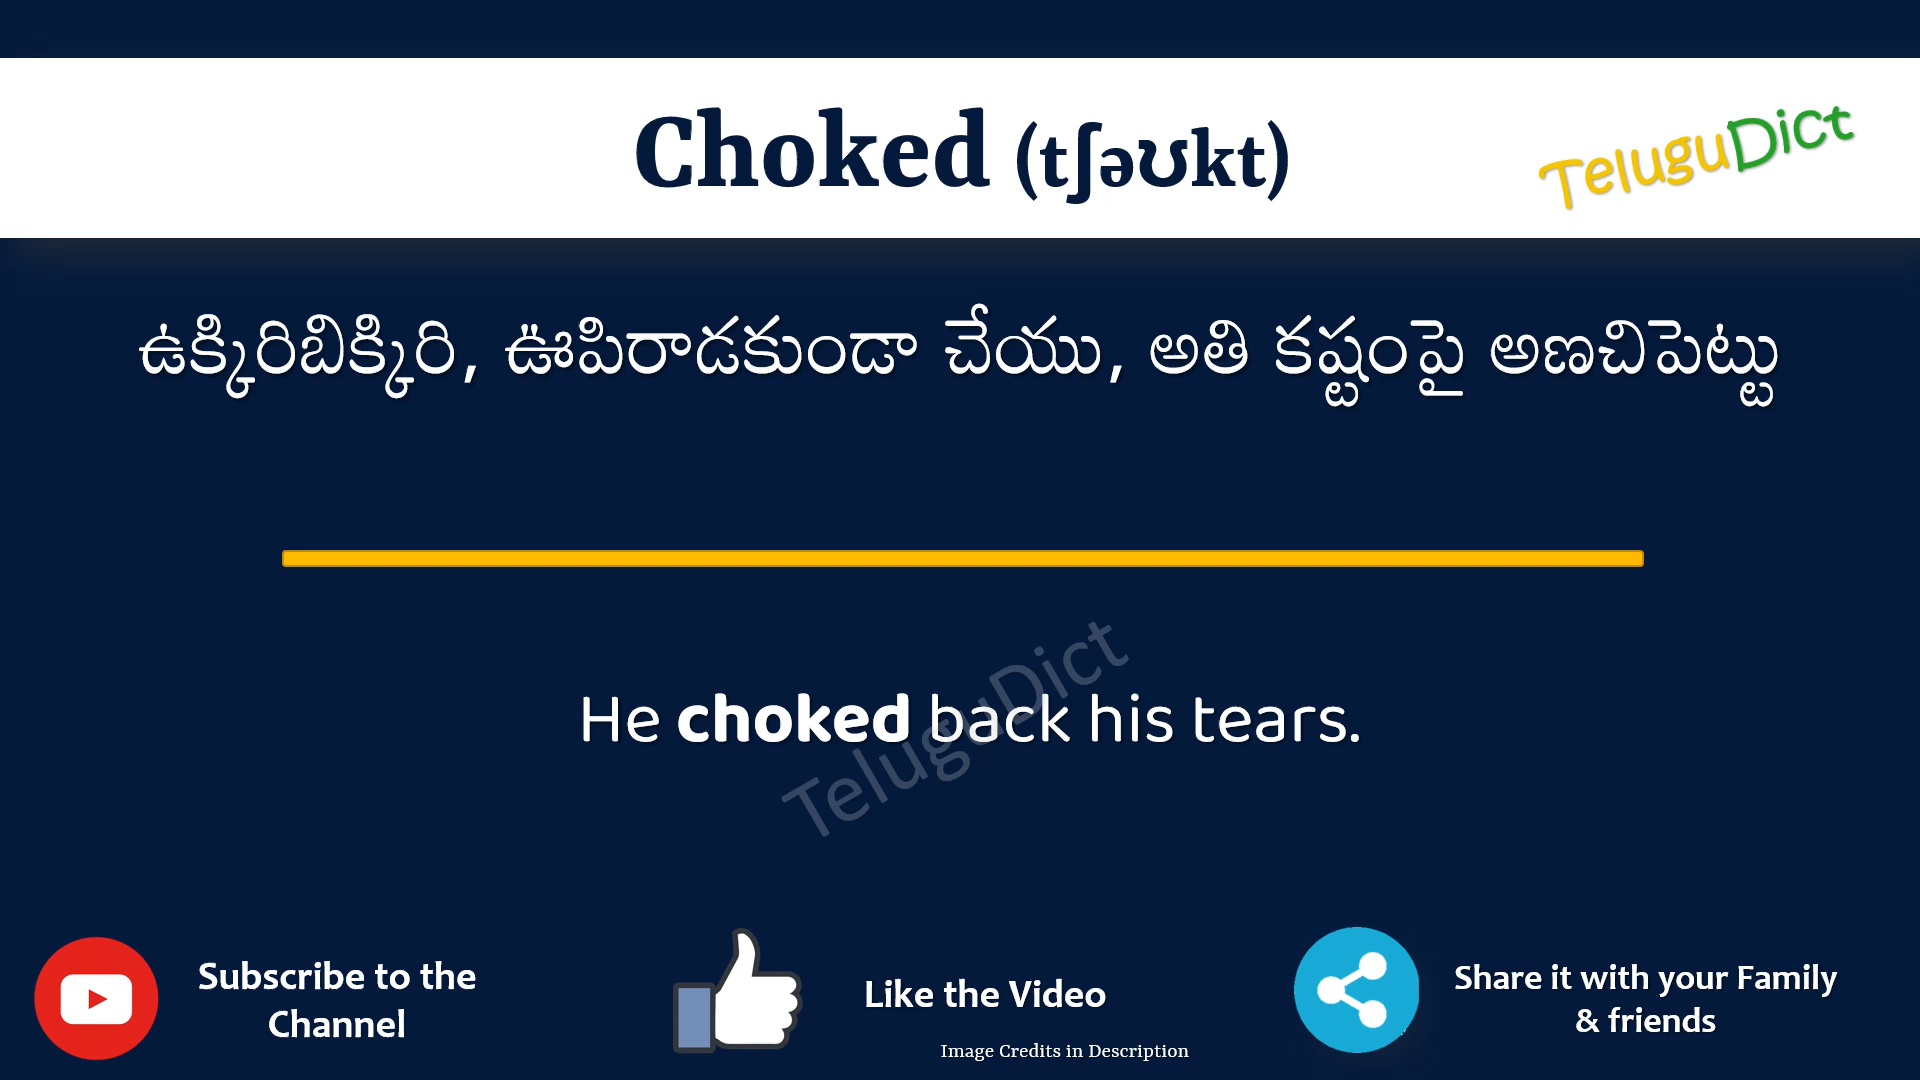 Choked (tʃəʊkt)
TeluguDict
ఉక్కిరిబిక్కిరి, ఊపిరాడకుండా చేయు, అతి కష్టంపై అణచిపెట్టు
He choked back his tears.
TeluguDict
Subscribe to the
Channel
Like the Video
Share it with your Family
& friends
Image Credits in Description